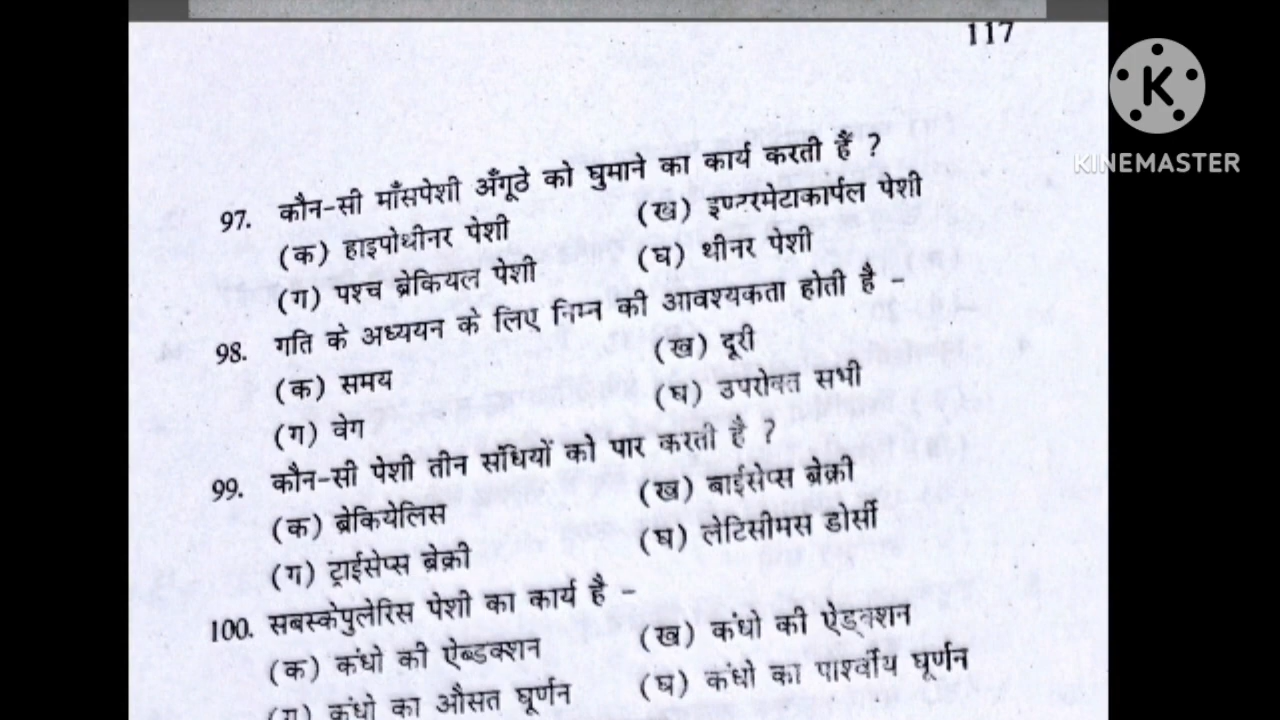 117
KINEMASTER
97. कौन-सी माँसपेशी अँगूठे को घुमाने का कार्य करती हैं ?
(क) हाइपोथीनर पेशी (ख) इण्टरमेटाकार्पल पेशी
(ग) पश्च ब्रेकियल पेशी (घ) थीनर पेशी
98. गति के अध्ययन के लिए निम्न की आवश्यकता होती है -
(क) समय (ख) दूरी
(ग) वेग (घ) उपरोक्त सभी
99. कौन-सी पेशी तीन संधियों को पार करती है ?
(क) ब्रेकियेलिस (ख) बाईसेप्स ब्रेक्री
(ग) ट्राईसेप्स ब्रेक्री (घ) लेटिसीमस डोर्सी
100. सबस्केपुलेरिस पेशी का कार्य है -
(क) कंधो की ऐब्डक्शन (ख) कंधो की ऐड्क्शन
(ग) कंधो का औसत घूर्णन (घ) कंधो का पार्श्वीय घूर्णन